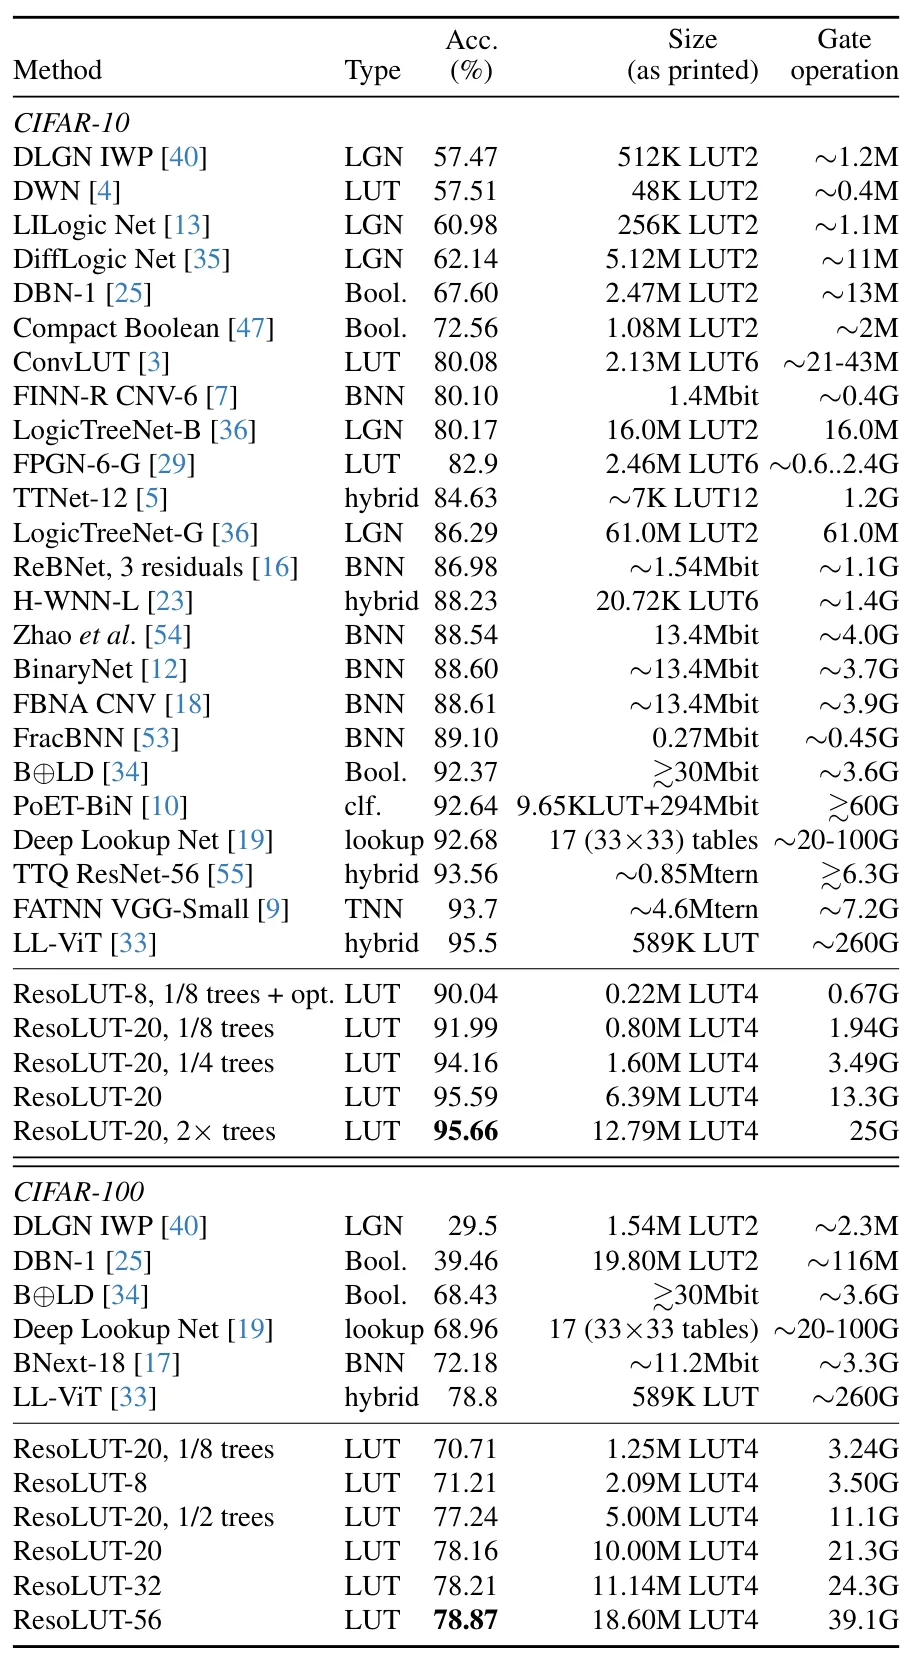 Method Type Acc. (%) Size (as printed) Gate operation
CIFAR-10
DLGN IWP [40] LGN 57.47 512K LUT2 ∼1.2M
DWN [4] LUT 57.51 48K LUT2 ∼0.4M
LILogic Net [13] LGN 60.98 256K LUT2 ∼1.1M
DiffLogic Net [35] LGN 62.14 5.12M LUT2 ∼11M
DBN-1 [25] Bool. 67.60 2.47M LUT2 ∼13M
Compact Boolean [47] Bool. 72.56 1.08M LUT2 ∼2M
ConvLUT [3] LUT 80.08 2.13M LUT6 ∼21-43M
FINN-R CNV-6 [7] BNN 80.10 1.4Mbit ∼0.4G
LogicTreeNet-B [36] LGN 80.17 16.0M LUT2 16.0M
FPGN-6-G [29] LUT 82.9 2.46M LUT6 ∼0.6..2.4G
TTNet-12 [5] hybrid 84.63 ∼7K LUT12 1.2G
LogicTreeNet-G [36] LGN 86.29 61.0M LUT2 61.0M
ReBNet, 3 residuals [16] BNN 86.98 ∼1.54Mbit ∼1.1G
H-WNN-L [23] hybrid 88.23 20.72K LUT6 ∼1.4G
Zhao et al. [54] BNN 88.54 13.4Mbit ∼4.0G
BinaryNet [12] BNN 88.60 ∼13.4Mbit ∼3.7G
FBNA CNV [18] BNN 88.61 ∼13.4Mbit ∼3.9G
FracBNN [53] BNN 89.10 0.27Mbit ∼0.45G
B⊕LD [34] Bool. 92.37 ≳30Mbit ∼3.6G
PoET-BiN [10] clf. 92.64 9.65KLUT+294Mbit ≳60G
Deep Lookup Net [19] lookup 92.68 17 (33×33) tables ∼20-100G
TTQ ResNet-56 [55] hybrid 93.56 ∼0.85Mtern ≳6.3G
FATNN VGG-Small [9] TNN 93.7 ∼4.6Mtern ∼7.2G
LL-ViT [33] hybrid 95.5 589K LUT ∼260G
ResoLUT-8, 1/8 trees + opt. LUT 90.04 0.22M LUT4 0.67G
ResoLUT-20, 1/8 trees LUT 91.99 0.80M LUT4 1.94G
ResoLUT-20, 1/4 trees LUT 94.16 1.60M LUT4 3.49G
ResoLUT-20 LUT 95.59 6.39M LUT4 13.3G
ResoLUT-20, 2× trees LUT 95.66 12.79M LUT4 25G
CIFAR-100
DLGN IWP [40] LGN 29.5 1.54M LUT2 ∼2.3M
DBN-1 [25] Bool. 39.46 19.80M LUT2 ∼116M
B⊕LD [34] Bool. 68.43 ≳30Mbit ∼3.6G
Deep Lookup Net [19] lookup 68.96 17 (33×33 tables) ∼20-100G
BNext-18 [17] BNN 72.18 ∼11.2Mbit ∼3.3G
LL-ViT [33] hybrid 78.8 589K LUT ∼260G
ResoLUT-20, 1/8 trees LUT 70.71 1.25M LUT4 3.24G
ResoLUT-8 LUT 71.21 2.09M LUT4 3.50G
ResoLUT-20, 1/2 trees LUT 77.24 5.00M LUT4 11.1G
ResoLUT-20 LUT 78.16 10.00M LUT4 21.3G
ResoLUT-32 LUT 78.21 11.14M LUT4 24.3G
ResoLUT-56 LUT 78.87 18.60M LUT4 39.1G